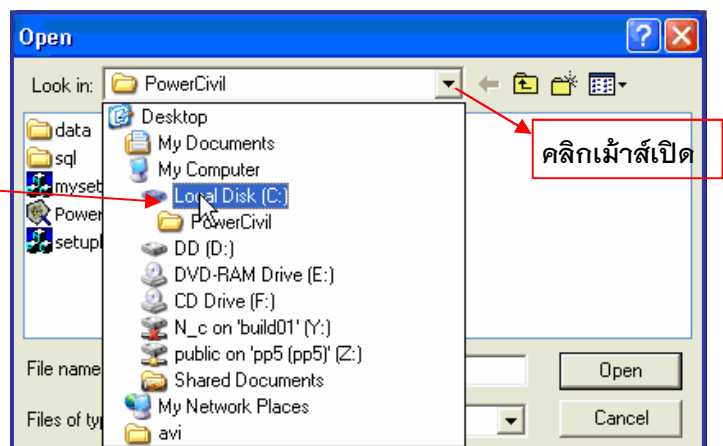 Open
Look in: PowerCivil
Desktop
My Documents
My Computer
Local Disk (C:)
PowerCivil
DD (D:)
DVD-RAM Drive (E:)
CD Drive (F:)
N_c on 'build01' (Y:)
public on 'pp5 (pp5)' (Z:)
Shared Documents
My Network Places
avi
data
sql
myset
Power
setupl
คลิกเม้าส์เปิด
File name
Open
Files of ty
Cancel